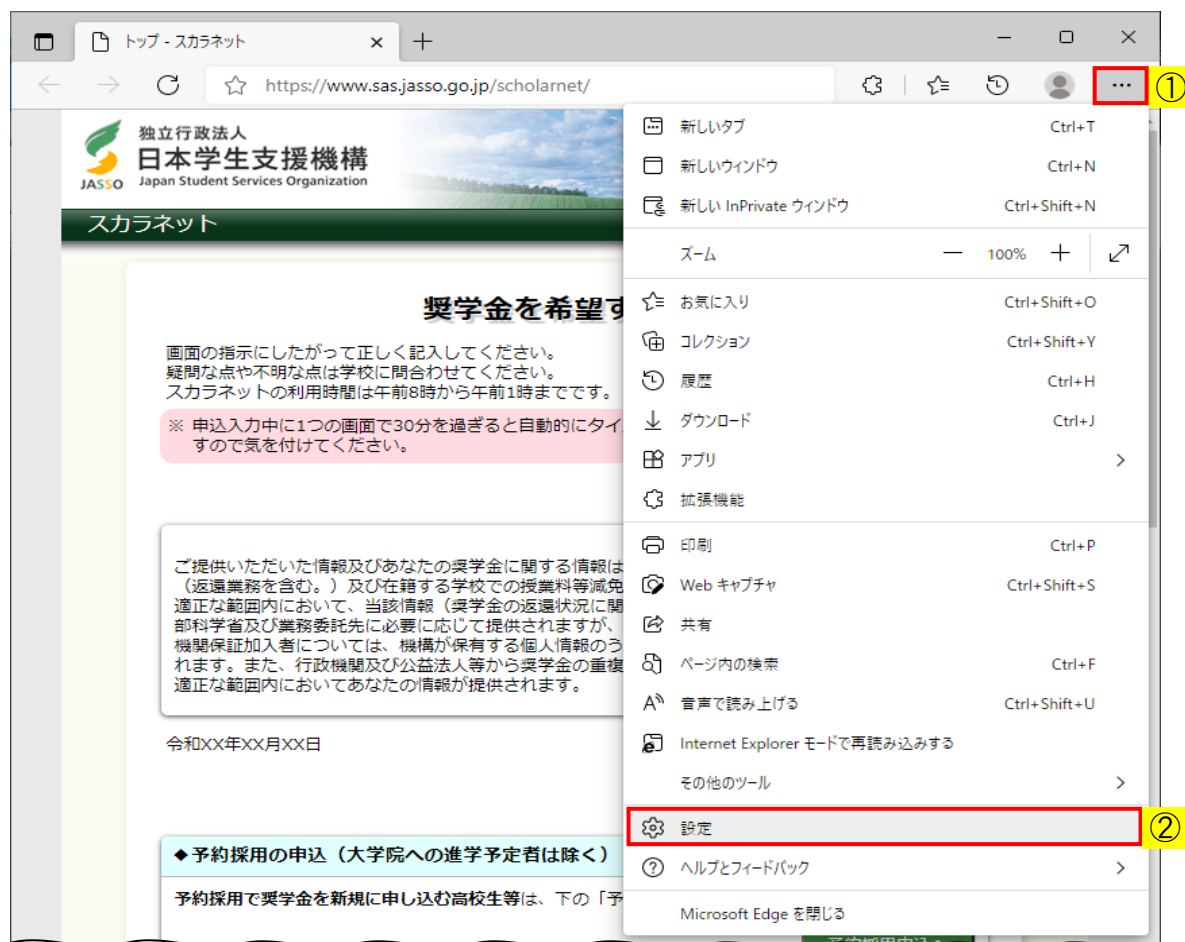 トップ - スカラネット
https://www.sas.jasso.go.jp/scholarnet/
①
独立行政法人
日本学生支援機構
JASSO Japan Student Services Organization
スカラネット
奨学金を希望す
画面の指示にしたがって正しく記入してください。
疑問な点や不明な点は学校に問合わせてください。
スカラネットの利用時間は午前8時から午前1時までです。
※ 申込入力中に1つの画面で30分を過ぎると自動的にタイ
すので気を付けてください。
ご提供いただいた情報及びあなたの奨学金に関する情報は
（返還業務を含む。）及び在籍する学校での授業料等減免
適正な範囲内において、当該情報（奨学金の返還状況に関
部科学省及び業務委託先に必要に応じて提供されますが、
機関保証加入者については、機構が保有する個人情報のう
れます。また、行政機関及び公益法人等から奨学金の重複
適正な範囲内においてあなたの情報が提供されます。
令和XX年XX月XX日
◆予約採用の申込（大学院への進学予定者は除く）
予約採用で奨学金を新規に申し込む高校生等は、下の「予
新しいタブ Ctrl+T
新しいウィンドウ Ctrl+N
新しい InPrivate ウィンドウ Ctrl+Shift+N
ズーム 100%
お気に入り Ctrl+Shift+O
コレクション Ctrl+Shift+Y
履歴 Ctrl+H
ダウンロード Ctrl+J
アプリ
拡張機能
印刷 Ctrl+P
Web キャプチャ Ctrl+Shift+S
共有
ページ内の検索 Ctrl+F
音声で読み上げる Ctrl+Shift+U
Internet Explorer モードで再読み込みする
その他のツール
設定 ②
ヘルプとフィードバック
Microsoft Edge を閉じる